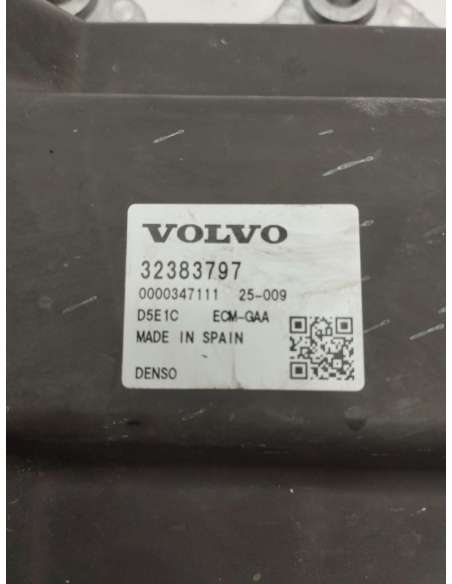 VOLVO
32383797
0000347111 25-009
D5E1C ECM-GAA
MADE IN SPAIN
DENSO